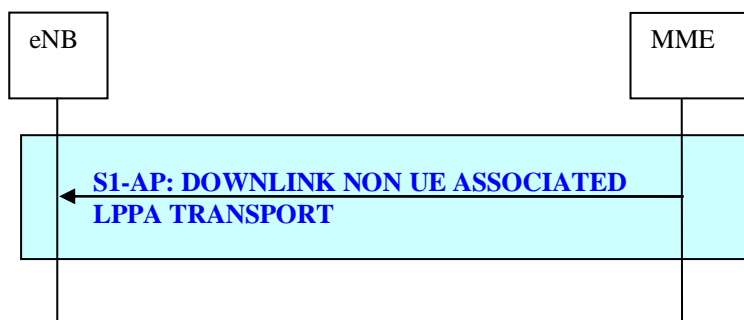 eNB
MME
S1-AP: DOWNLINK NON UE ASSOCIATED
LPPA TRANSPORT